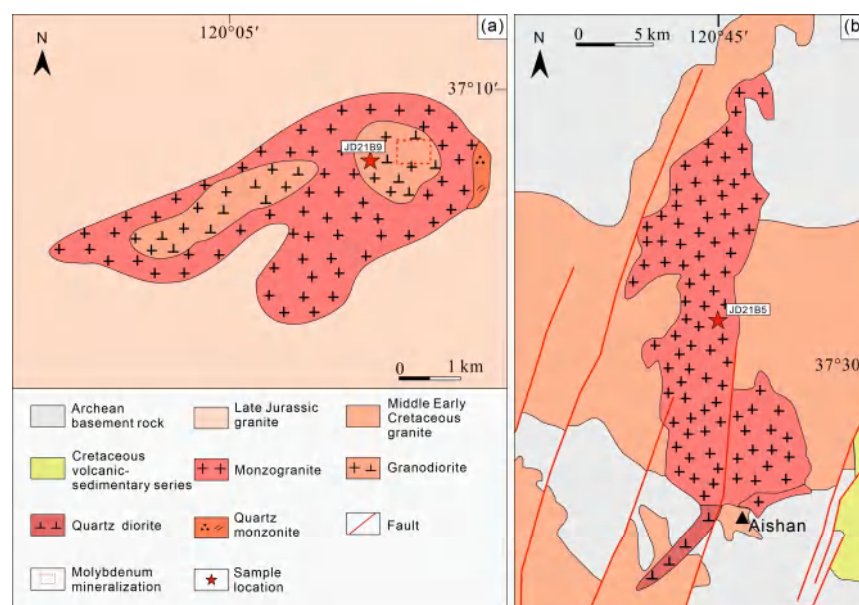 (a)
120°05′
N
37°10′
JD21B9
0 1 km
Archean
basement rock
Late Jurassic
granite
Middle Early
Cretaceous
granite
Cretaceous
volcanic-
sedimentary series
Monzogranite
Granodiorite
Quartz diorite
Quartz
monzonite
Fault
Molybdenum
mineralization
Sample
location
(b)
0 5 km
120°45′
N
JD21B5
37°30
Aishan